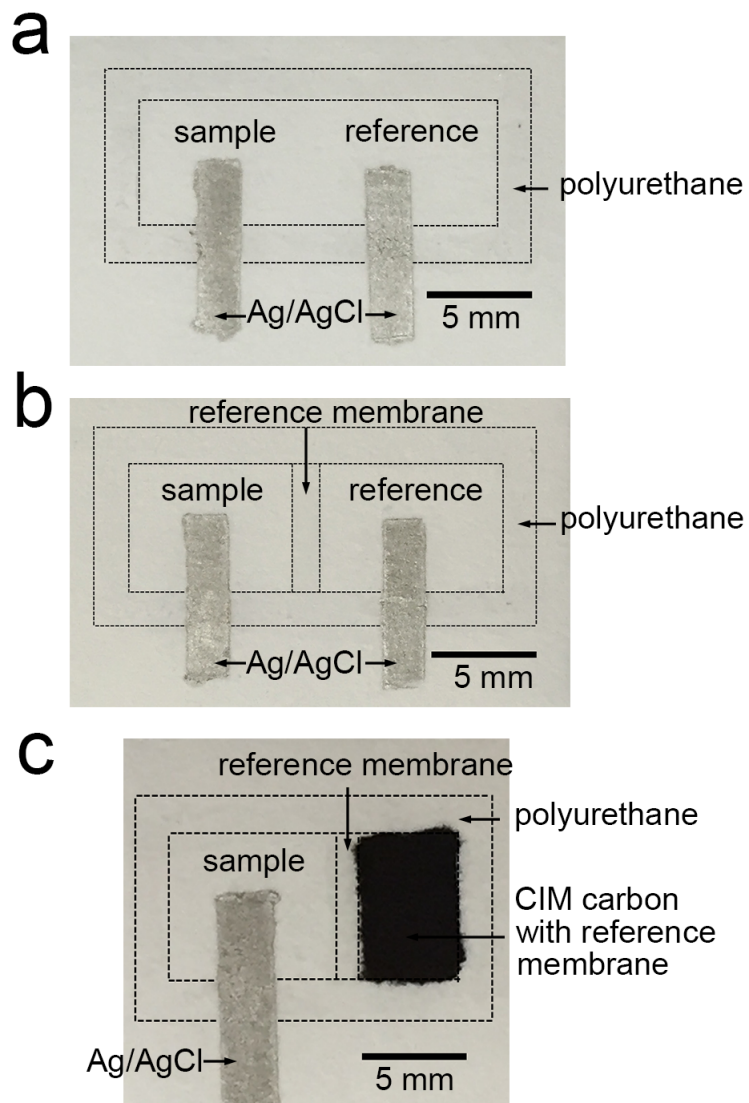 a
sample
reference
polyurethane
Ag/AgCl
5 mm
b
reference membrane
sample
reference
polyurethane
Ag/AgCl
5 mm
c
reference membrane
polyurethane
sample
CIM carbon
with reference
membrane
Ag/AgCl
5 mm